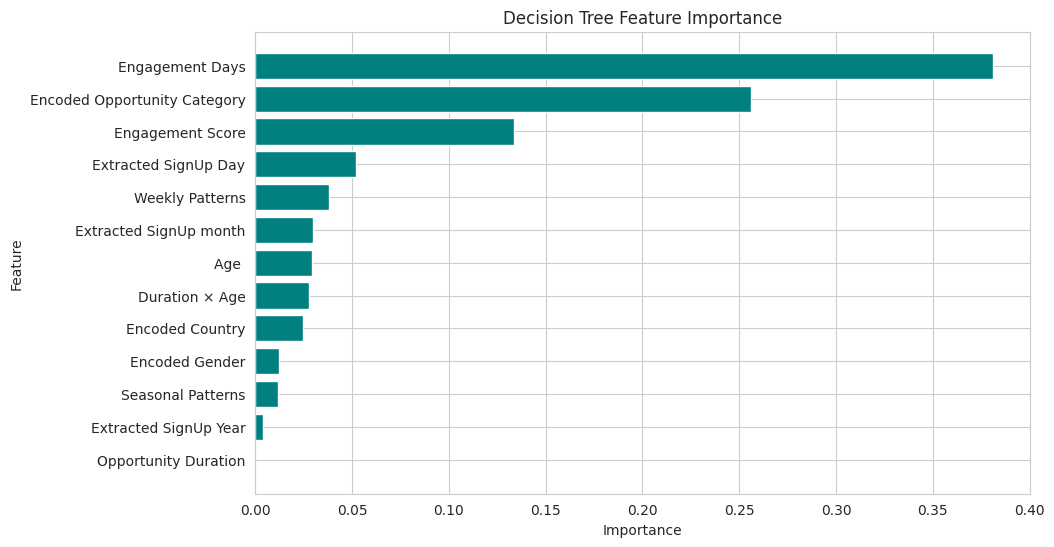 Decision Tree Feature Importance
Engagement Days
Encoded Opportunity Category
Engagement Score
Extracted SignUp Day
Weekly Patterns
Extracted SignUp month
Age
Duration × Age
Encoded Country
Encoded Gender
Seasonal Patterns
Extracted SignUp Year
Opportunity Duration
Feature
0.00 0.05 0.10 0.15 0.20 0.25 0.30 0.35 0.40
Importance